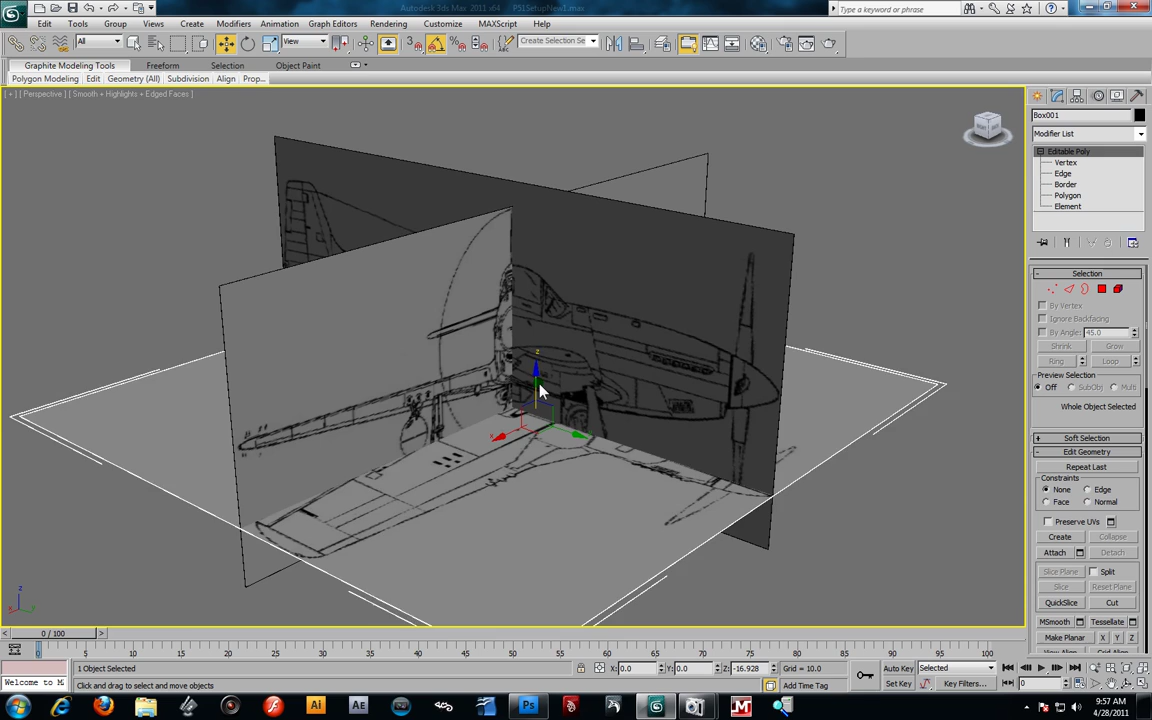 Autodesk 3ds Max 2011 x64 P51SetupNew1.max
Type a keyword or phrase
Edit Tools Group Views Create Modifiers Animation Graph Editors Rendering Customize MAXScript Help
All View Create Selection Se
Graphite Modeling Tools Freeform Selection Object Paint
Polygon Modeling Edit Geometry (All) Subdivision Align Prop...
[ + ] [ Perspective ] [ Smooth + Highlights + Edged Faces ]
Box001
Modifier List
Editable Poly
Vertex
Edge
Border
Polygon
Element
- Selection
By Vertex
Ignore Backfacing
By Angle: 45.0
Shrink Grow
Ring Loop
Preview Selection
Off SubObj Multi
Whole Object Selected
+ Soft Selection
- Edit Geometry
Repeat Last
Constraints
None Edge
Face Normal
Preserve UVs
Create Collapse
Attach Detach
Slice Plane Split
Slice Reset Plane
QuickSlice Cut
MSmooth Tessellate
Make Planar X Y Z
z
x
z
x y
< 0 / 100 >
0 5 10 15 20 25 30 35 40 45 50 55 60 65 70 75 80 85 90 95 100
1 Object Selected X: 0.0 Y: 0.0 Z: -16.928 Grid = 10.0 Auto Key Selected
Welcome to M Click and drag to select and move objects Add Time Tag Set Key Key Filters... 0
Ai AE Ps
9:57 AM
4/28/2011